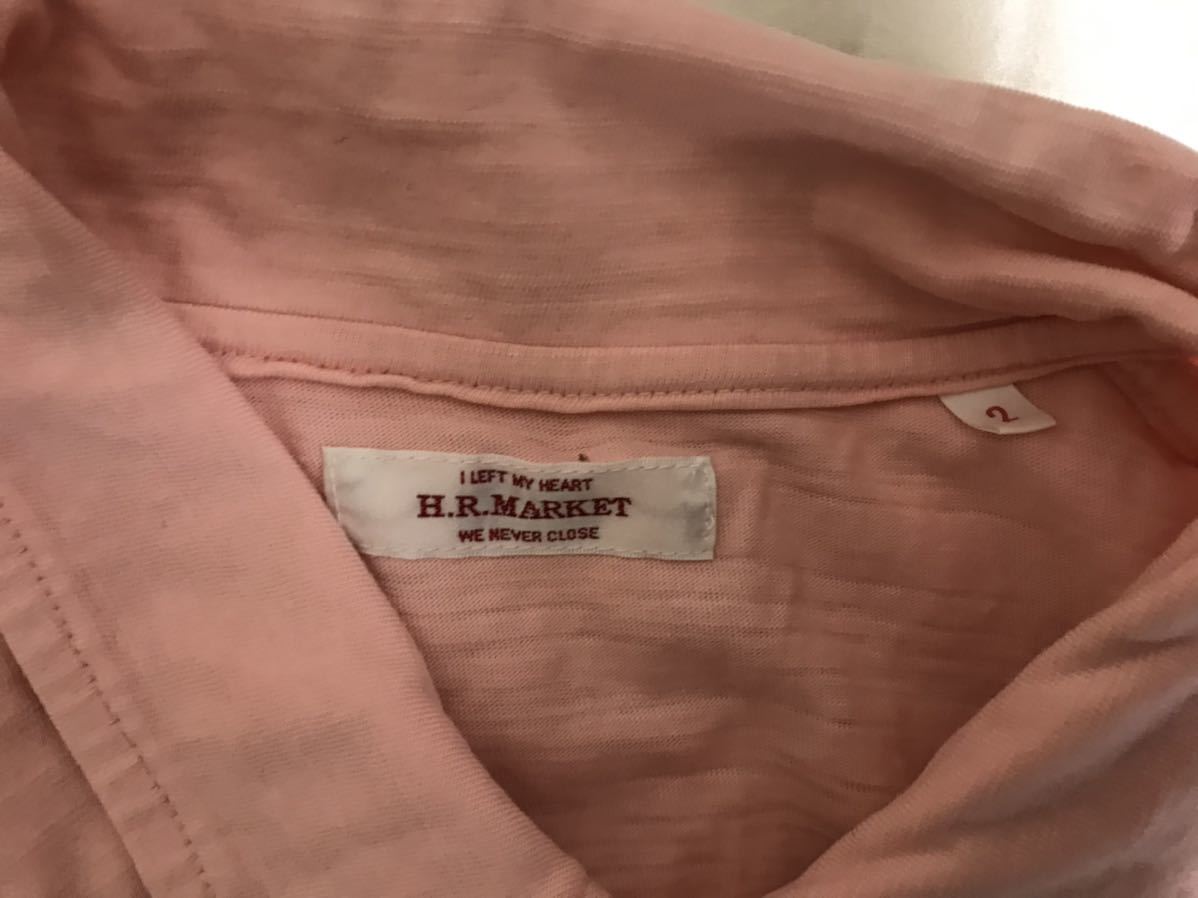 I LEFT MY HEART
H.R.MARKET
WE NEVER CLOSE
2